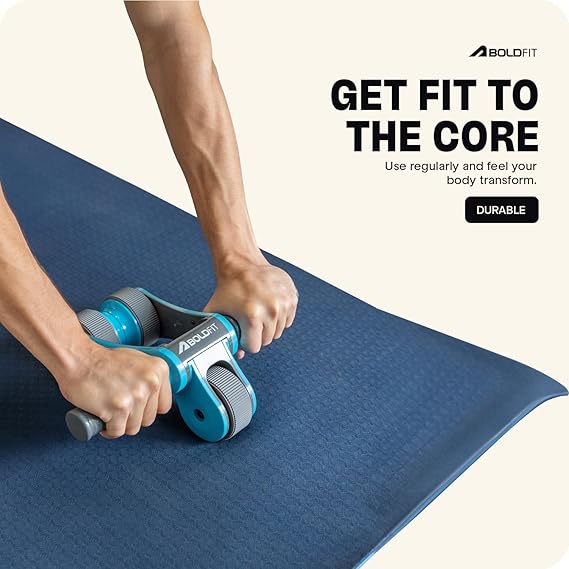 BOLDFIT
GET FIT TO
THE CORE
Use regularly and feel your
body transform.
DURABLE
BOLDFIT